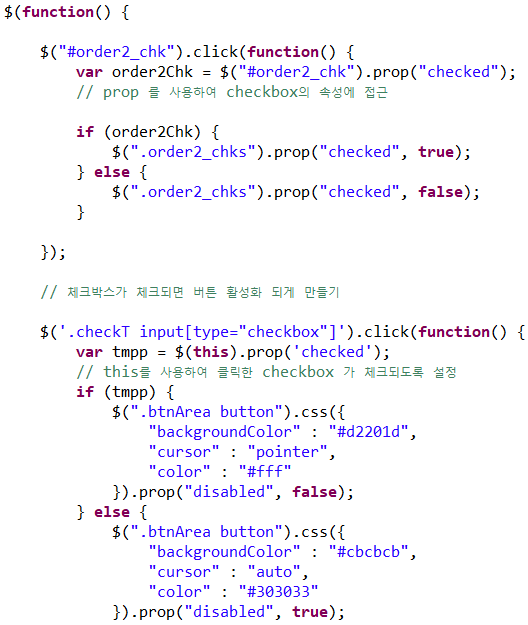 $(function() {
$("#order2_chk").click(function() {
var order2Chk = $("#order2_chk").prop("checked");
// prop 를 사용하여 checkbox의 속성에 접근
if (order2Chk) {
$(".order2_chks").prop("checked", true);
} else {
$(".order2_chks").prop("checked", false);
}
});
// 체크박스가 체크되면 버튼 활성화 되게 만들기
$('.checkT input[type="checkbox"]').click(function() {
var tmpp = $(this).prop('checked');
// this를 사용하여 클릭한 checkbox 가 체크되도록 설정
if (tmpp) {
$(".btnArea button").css({
"backgroundColor" : "#d2201d",
"cursor" : "pointer",
"color" : "#fff"
}).prop("disabled", false);
} else {
$(".btnArea button").css({
"backgroundColor" : "#cbcbcb",
"cursor" : "auto",
"color" : "#303033"
}).prop("disabled", true);